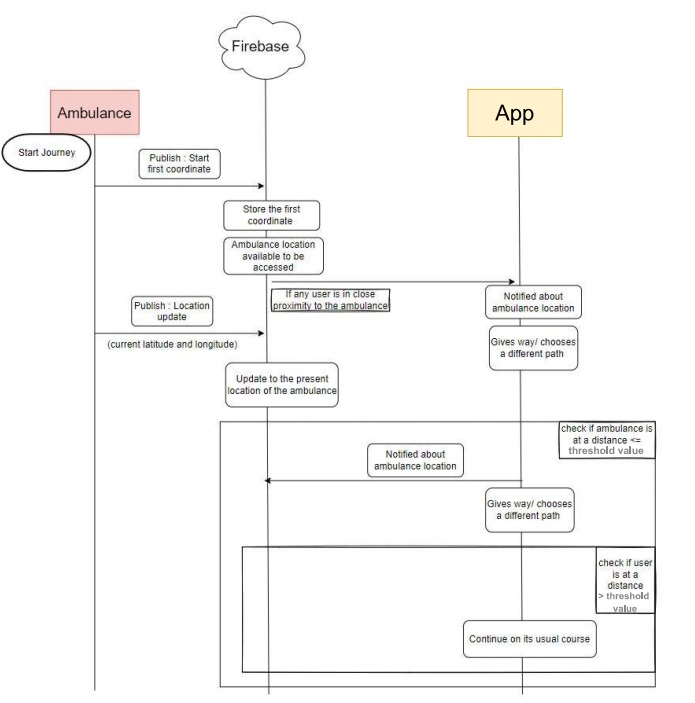 Firebase
Ambulance
App
Start Journey
Publish : Start
first coordinate
Store the first
coordinate
Ambulance location
available to be
accessed
If any user is in close
proximity to the ambulance
Notified about
ambulance location
Publish : Location
update
(current latitude and longitude)
Gives way/ chooses
a different path
Update to the present
location of the ambulance
check if ambulance is
at a distance <=
threshold value
Notified about
ambulance location
Gives way/ chooses
a different path
check if user
is at a
distance
> threshold
value
Continue on its usual course